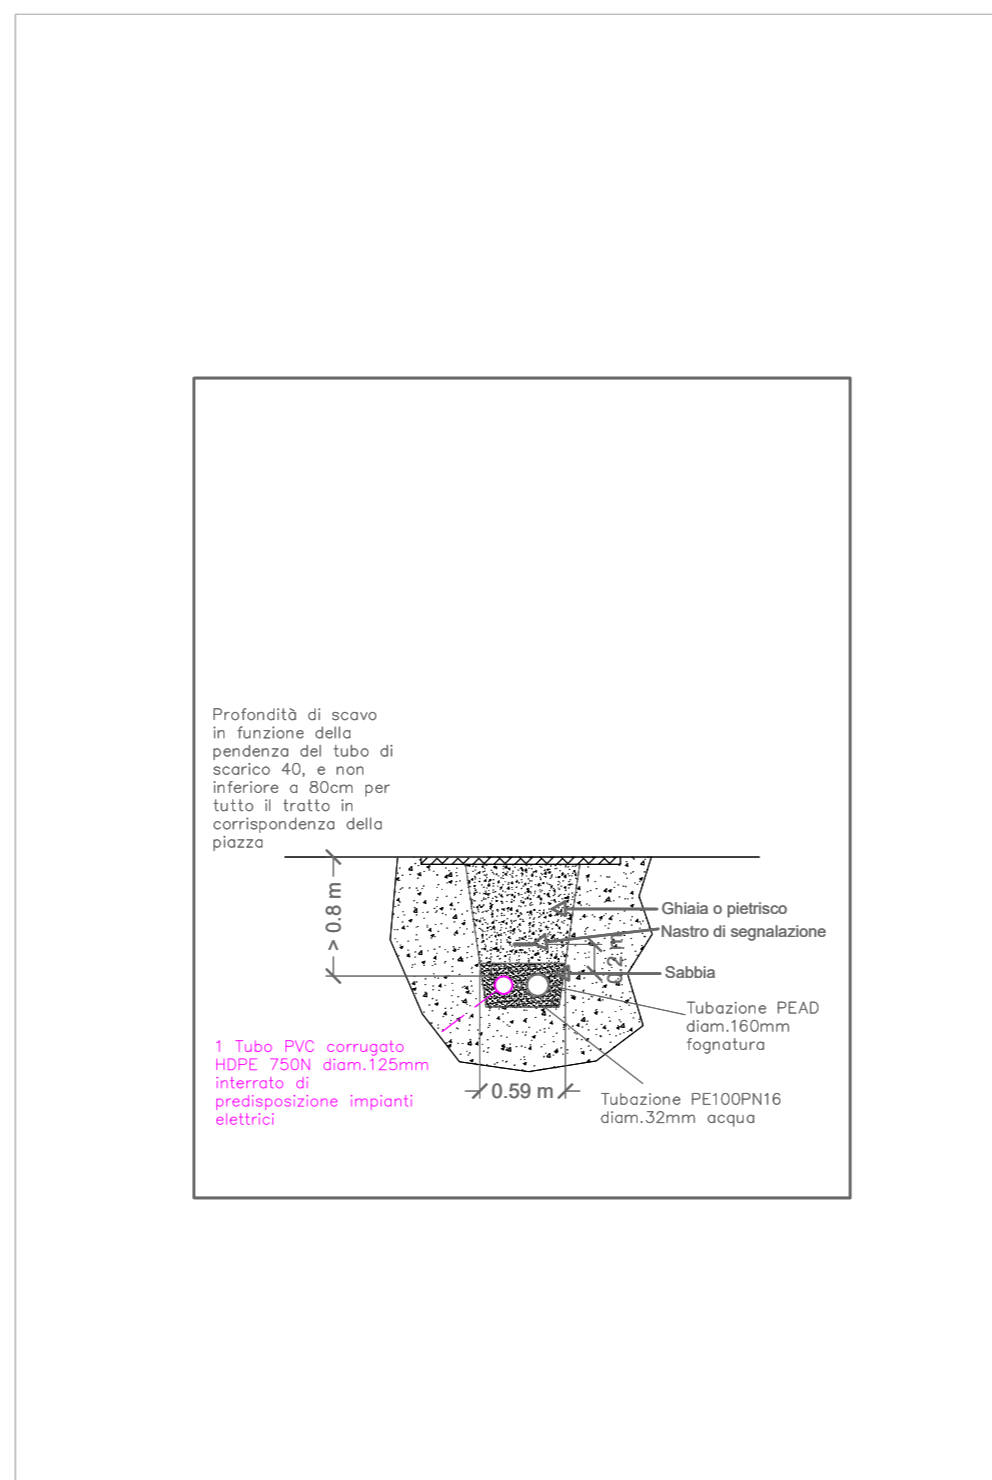 Profondità di scavo
in funzione della
pendenza del tubo di
scarico 40, e non
inferiore a 80cm per
tutto il tratto in
corrispondenza della
piazza
> 0.8 m
Ghiaia o pietrisco
Nastro di segnalazione
0.2 m
Sabbia
Tubazione PEAD
diam.160mm
fognatura
1 Tubo PVC corrugato
HDPE 750N diam.125mm
interrato di
predisposizione impianti
elettrici
0.59 m
Tubazione PE100PN16
diam.32mm acqua